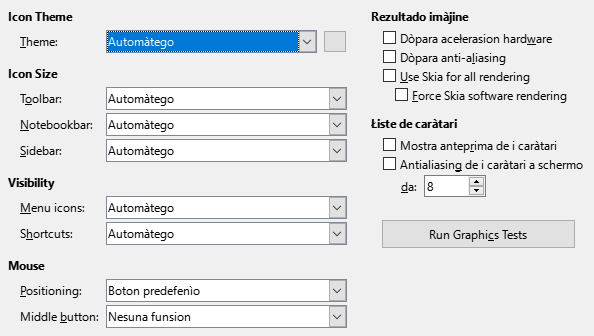 Icon Theme
Theme: Automàtego
Icon Size
Toolbar: Automàtego
Notebookbar: Automàtego
Sidebar: Automàtego
Visibility
Menu icons: Automàtego
Shortcuts: Automàtego
Mouse
Positioning: Boton predefenìo
Middle button: Nesuna funsion
Rezultado imàjine
Dòpara acelerasion hardware
Dòpara anti-aliasing
Use Skia for all rendering
Force Skia software rendering
Łiste de caràtari
Mostra anteprima de i caràtari
Antialiasing de i caràtari a schermo
da: 8
Run Graphics Tests